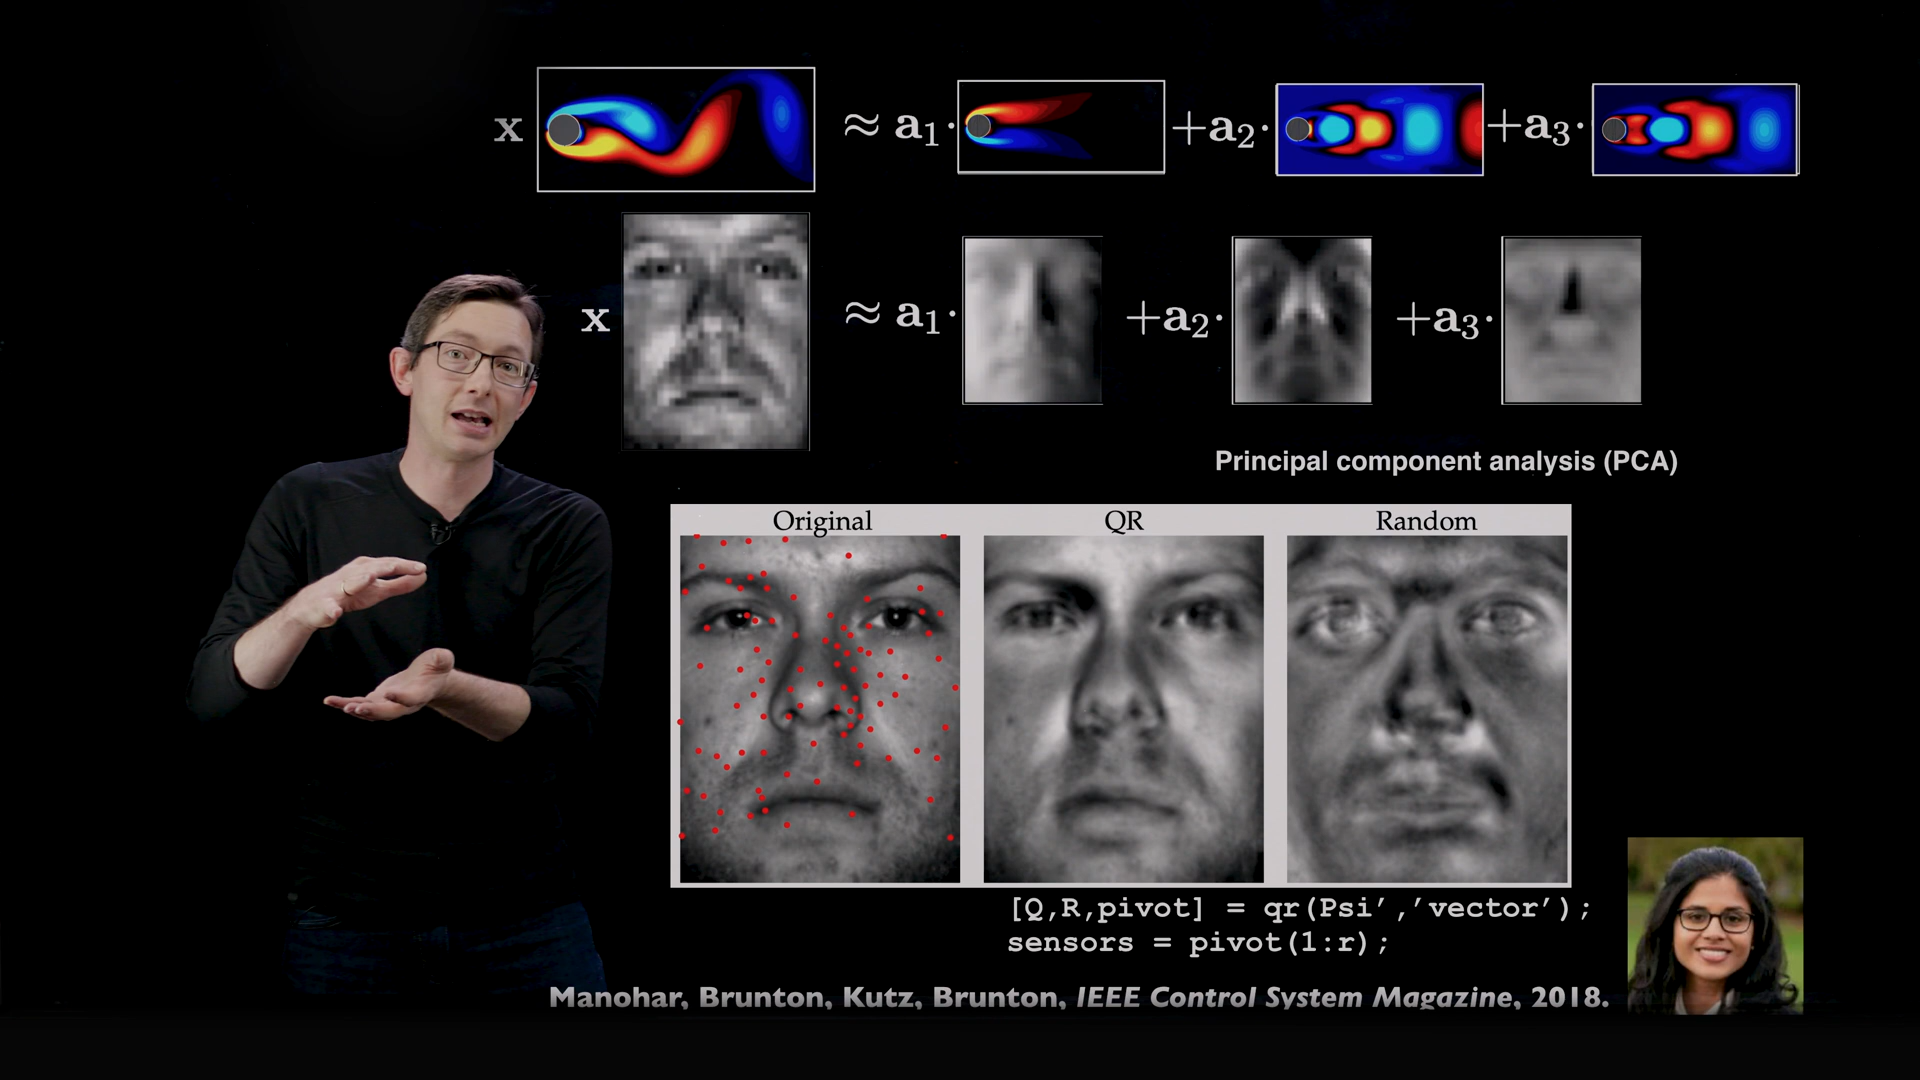 x ≈ a1· +a2· +a3·
x ≈ a1· +a2· +a3·
Principal component analysis (PCA)
Original QR Random
[Q,R,pivot] = qr(Psi’,’vector’);
sensors = pivot(1:r);
Manohar, Brunton, Kutz, Brunton, IEEE Control System Magazine, 2018.